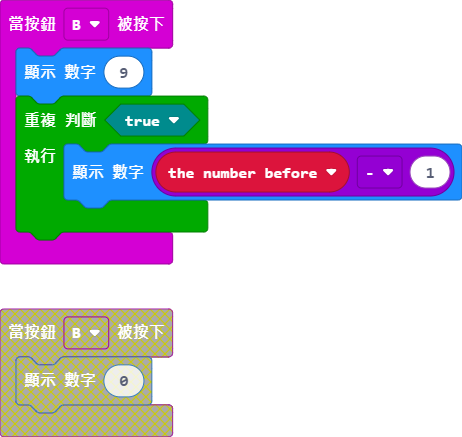 當按鈕 B 被按下
顯示 數字 9
重複 判斷 true
執行
顯示 數字 the number before - 1
當按鈕 B 被按下
顯示 數字 0